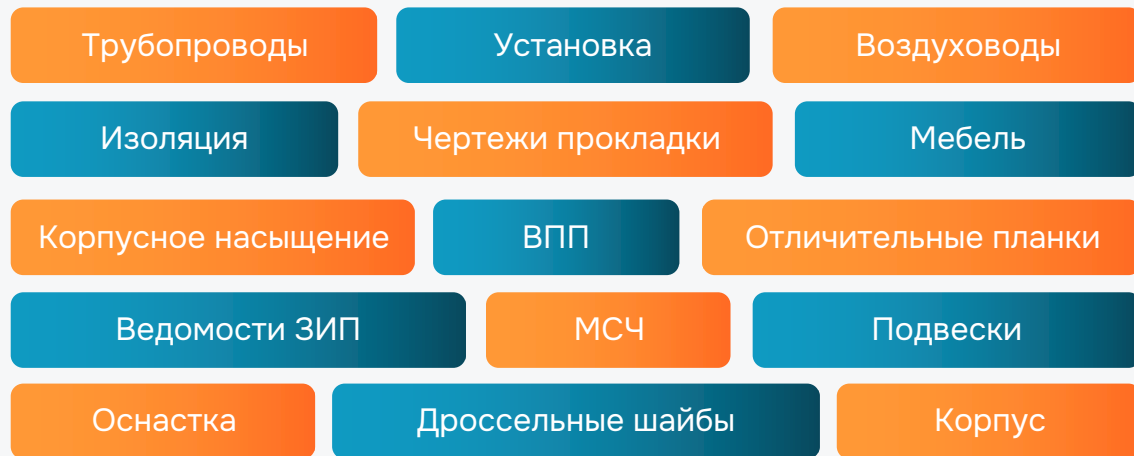 Трубопроводы
Установка
Воздуховоды
Изоляция
Чертежи прокладки
Мебель
Корпусное насыщение
ВПП
Отличительные планки
Ведомости ЗИП
МСЧ
Подвески
Оснастка
Дроссельные шайбы
Корпус